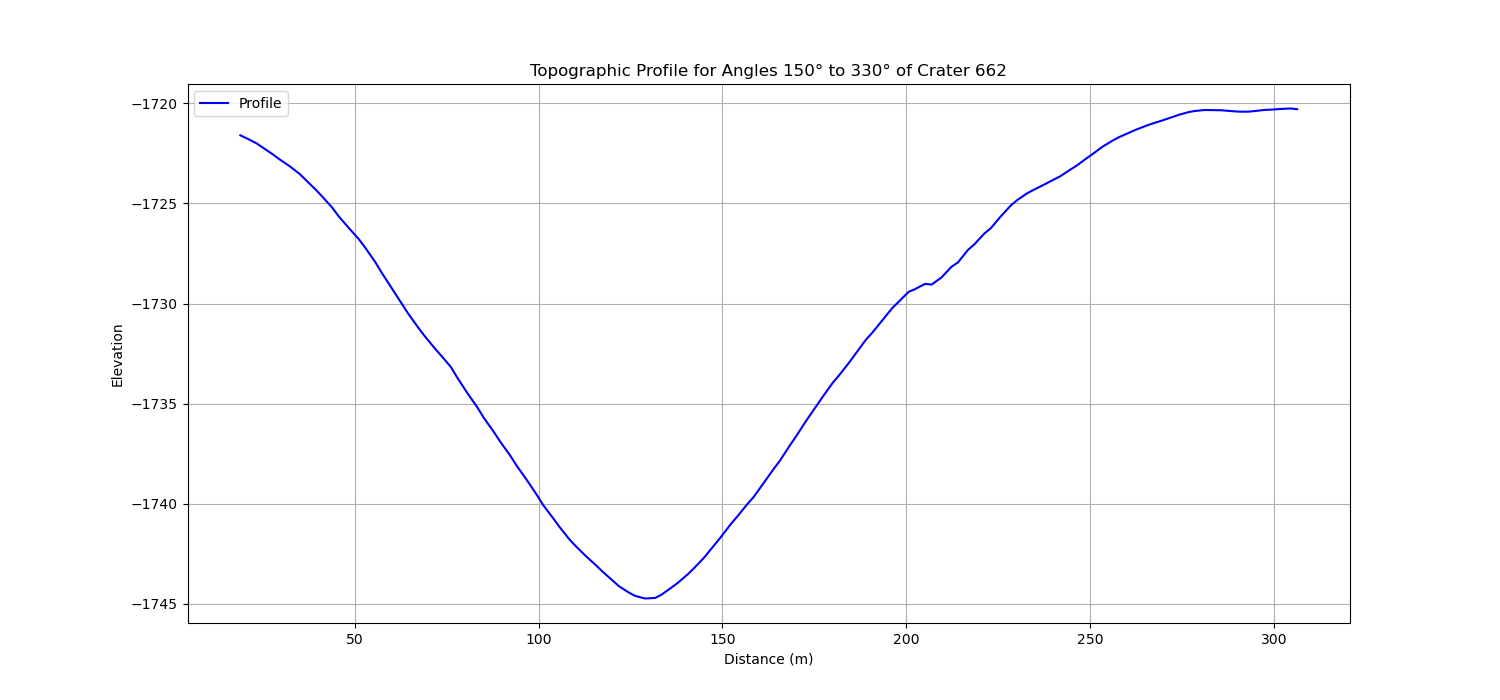 Topographic Profile for Angles 150° to 330° of Crater 662
Profile
−1720
−1725
−1730
−1735
−1740
−1745
Elevation
50 100 150 200 250 300
Distance (m)